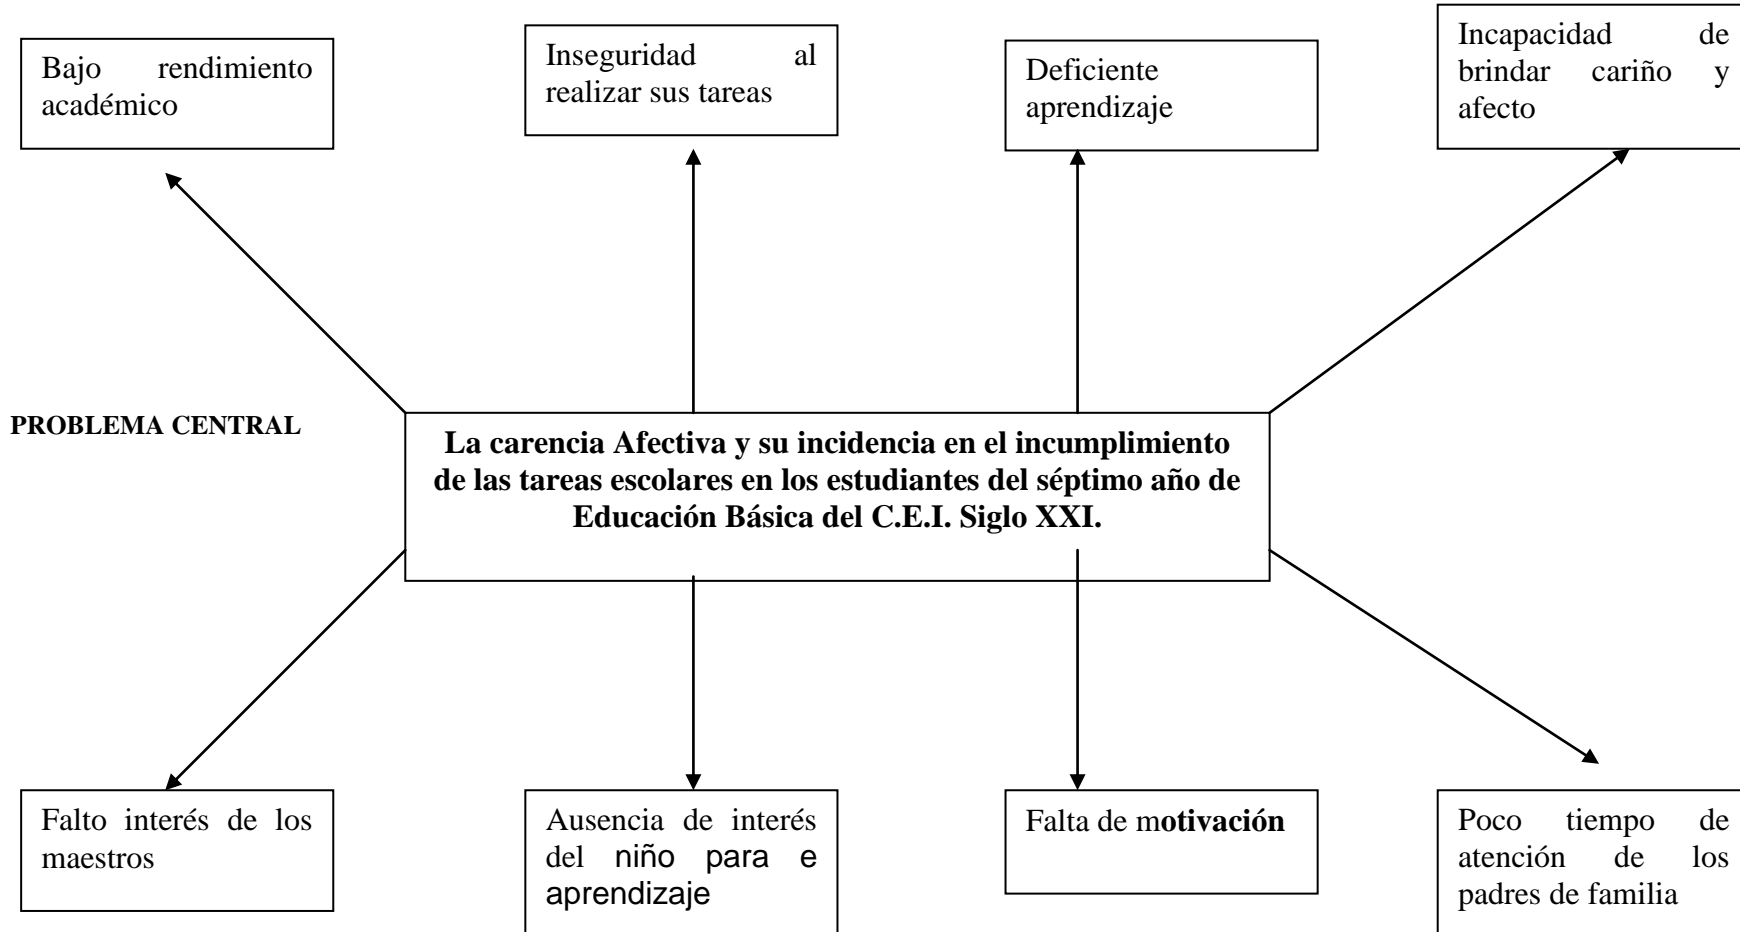 Bajo rendimiento
académico
Inseguridad al
realizar sus tareas
Deficiente
aprendizaje
Incapacidad de
brindar cariño y
afecto
PROBLEMA CENTRAL
La carencia Afectiva y su incidencia en el incumplimiento
de las tareas escolares en los estudiantes del séptimo año de
Educación Básica del C.E.I. Siglo XXI.
Falto interés de los
maestros
Ausencia de interés
del niño para e
aprendizaje
Falta de motivación
Poco tiempo de
atención de los
padres de familia